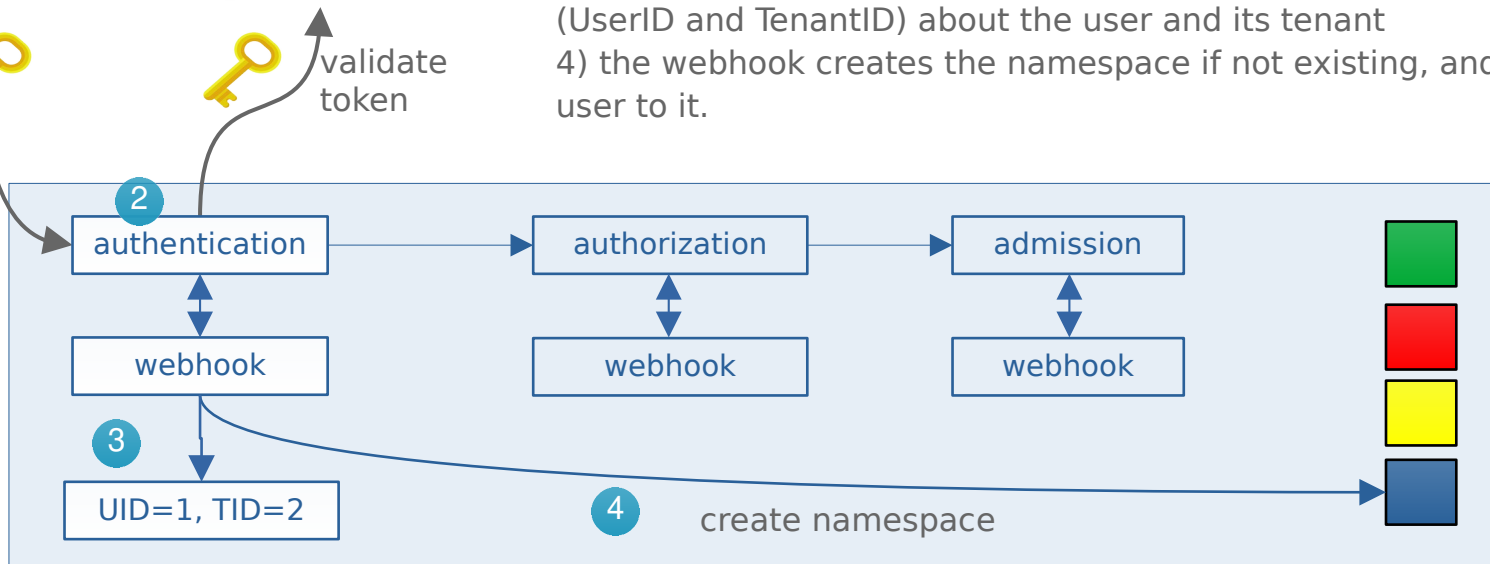 (UserID and TenantID) about the user and its tenant
4) the webhook creates the namespace if not existing, and
user to it.
validate
token
2
authentication
authorization
admission
webhook
webhook
webhook
3
UID=1, TID=2
4
create namespace